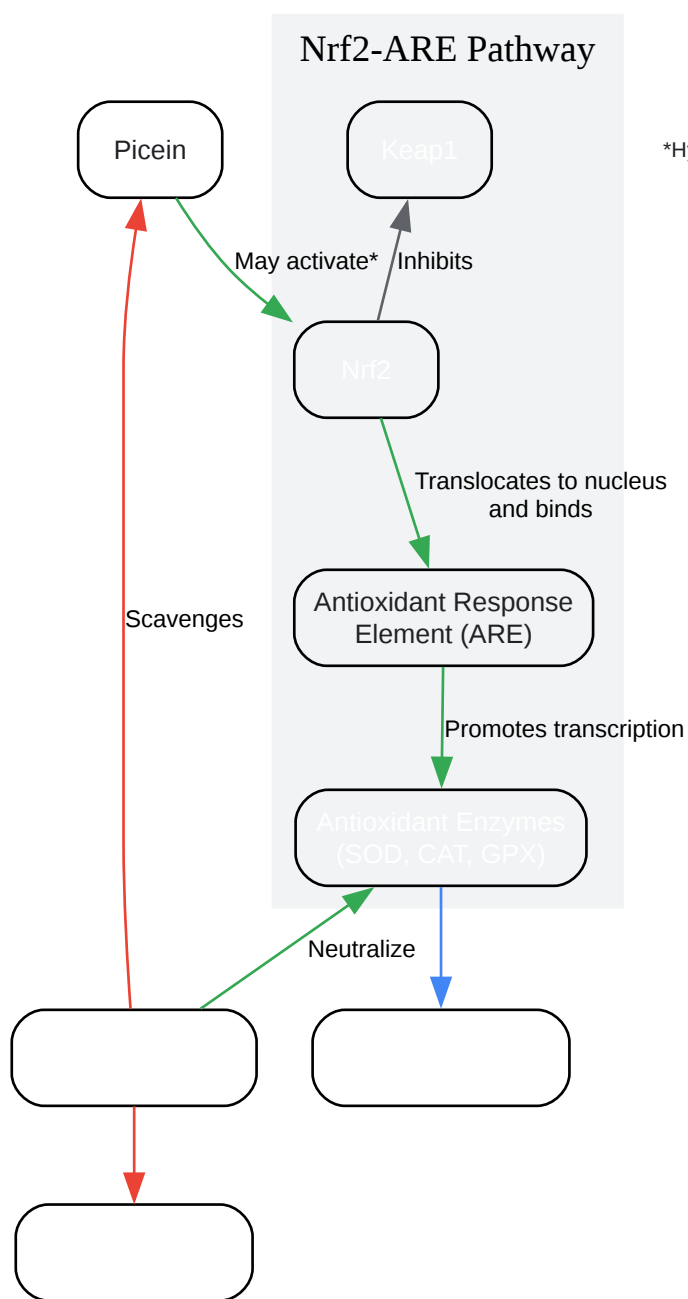 Nrf2-ARE Pathway
Picein
Keap1
*Hy
May activate*
Inhibits
Nrf2
Translocates to nucleus
and binds
Scavenges
Antioxidant Response
Element (ARE)
Promotes transcription
Antioxidant Enzymes
(SOD, CAT, GPX)
Neutralize